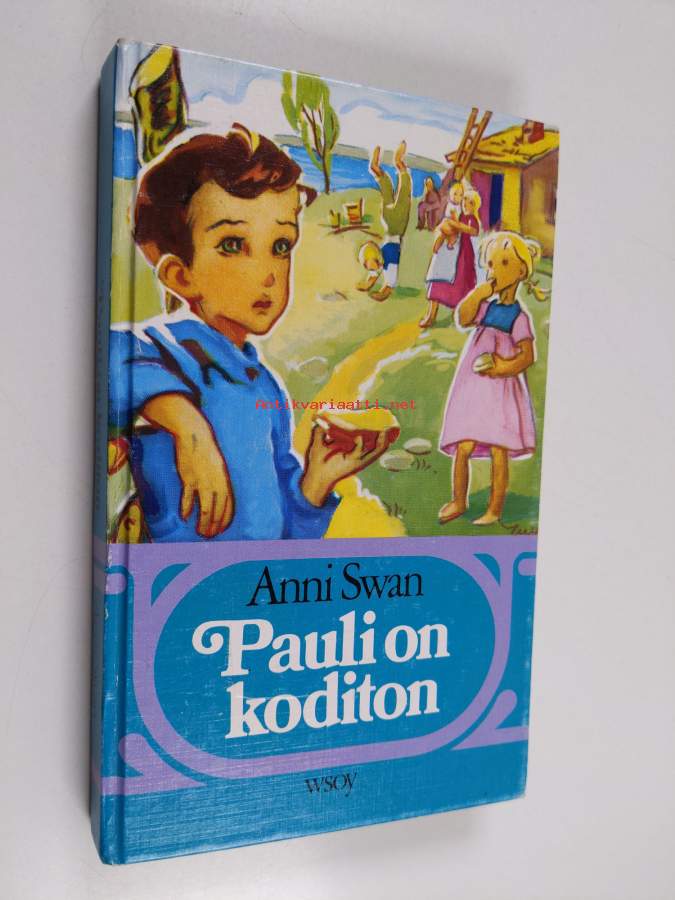 Antikvariaatti.net
Anni Swan
Pauli on
koditon
WSOY